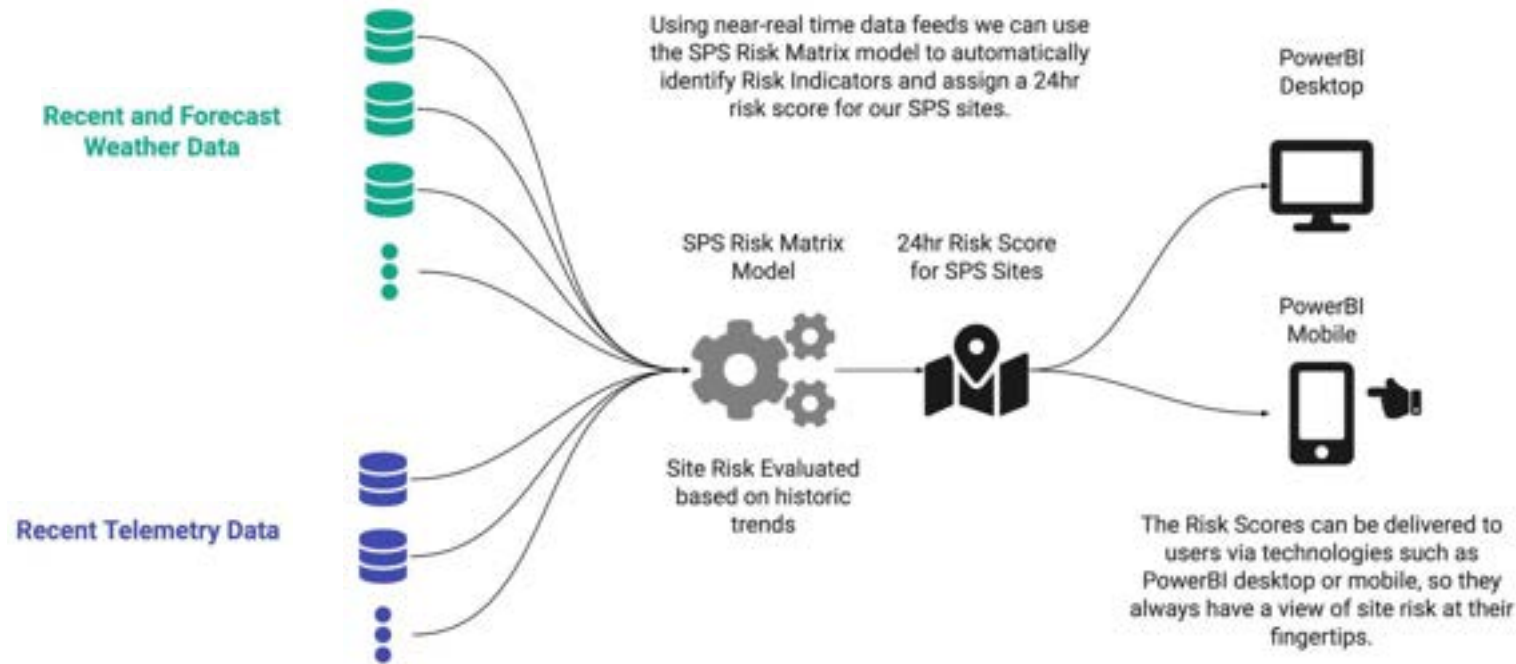 Using near-real time data feeds we can use
the SPS Risk Matrix model to automatically
identify Risk Indicators and assign a 24hr
risk score for our SPS sites.
Recent and Forecast
Weather Data
PowerBI
Desktop
SPS Risk Matrix
Model
24hr Risk Score
for SPS Sites
PowerBI
Mobile
Site Risk Evaluated
based on historic
trends
Recent Telemetry Data
The Risk Scores can be delivered to
users via technologies such as
PowerBI desktop or mobile, so they
always have a view of site risk at their
fingertips.